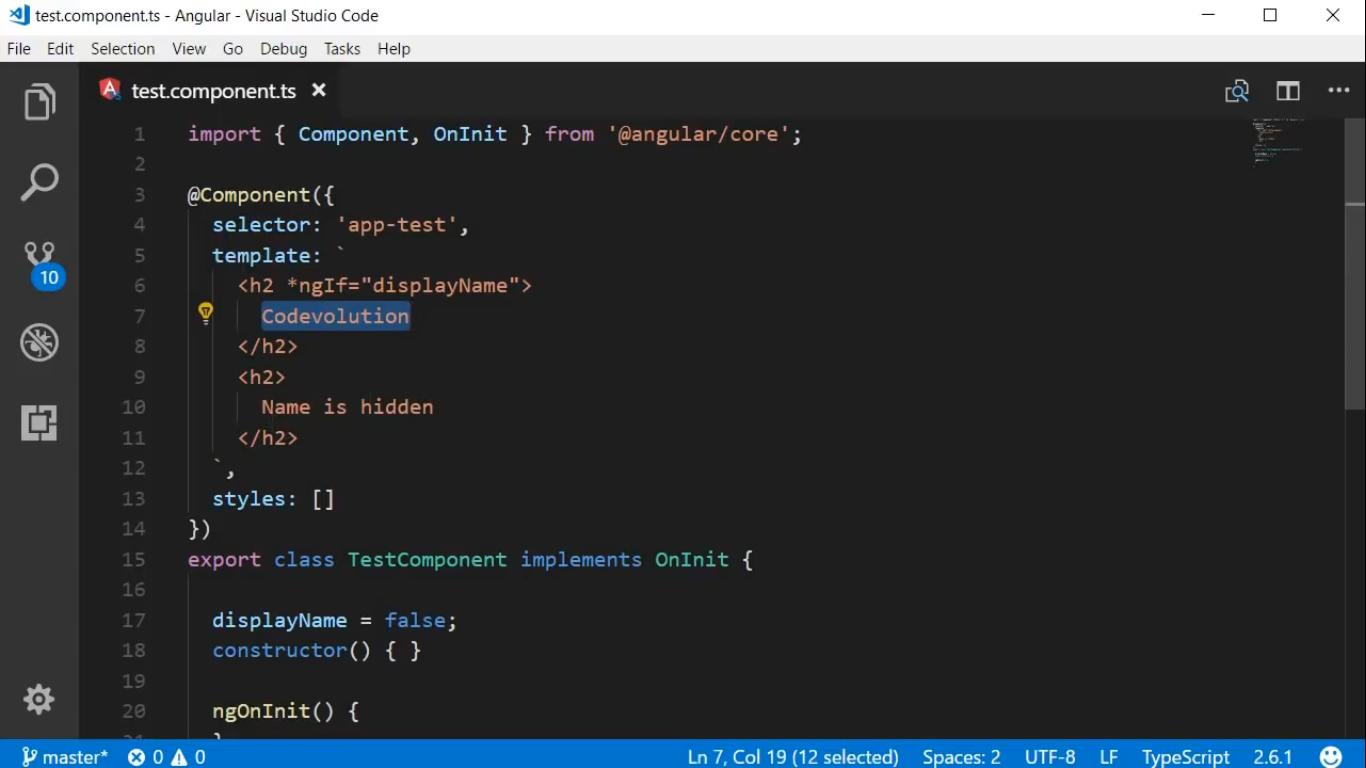 test.component.ts - Angular - Visual Studio Code
File Edit Selection View Go Debug Tasks Help
test.component.ts
1 import { Component, OnInit } from '@angular/core';
2
3 @Component({
4 selector: 'app-test',
5 template: `
6 <h2 *ngIf="displayName">
7 Codevolution
8 </h2>
9 <h2>
10 Name is hidden
11 </h2>
12 `,
13 styles: []
14 })
15 export class TestComponent implements OnInit {
16
17 displayName = false;
18 constructor() { }
19
20 ngOnInit() {
10
master* 0 0 Ln 7, Col 19 (12 selected) Spaces: 2 UTF-8 LF TypeScript 2.6.1